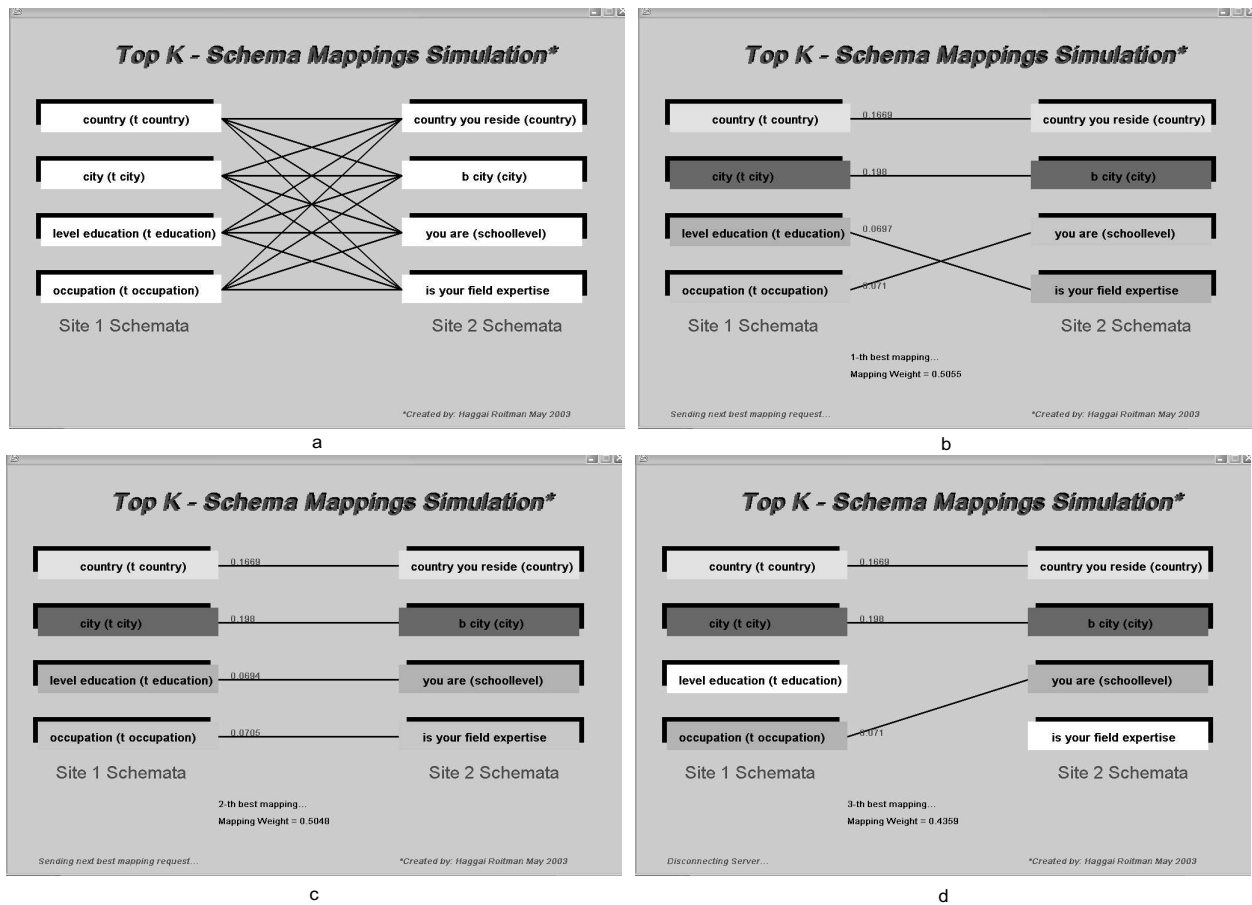 Top K - Schema Mappings Simulation*
country (t country)
country you reside (country)
city (t city)
b city (city)
level education (t education)
you are (schoollevel)
occupation (t occupation)
is your field expertise
Site 1 Schemata
Site 2 Schemata
*Created by: Haggai Roitman May 2003
a
Top K - Schema Mappings Simulation*
country (t country)
0.1669
country you reside (country)
city (t city)
0.198
b city (city)
level education (t education)
0.0697
you are (schoollevel)
occupation (t occupation)
0.071
is your field expertise
Site 1 Schemata
Site 2 Schemata
1-th best mapping...
Mapping Weight = 0.5055
Sending next best mapping request...
*Created by: Haggai Roitman May 2003
b
Top K - Schema Mappings Simulation*
country (t country)
0.1669
country you reside (country)
city (t city)
0.198
b city (city)
level education (t education)
0.0694
you are (schoollevel)
occupation (t occupation)
0.0705
is your field expertise
Site 1 Schemata
Site 2 Schemata
2-th best mapping...
Mapping Weight = 0.5048
Sending next best mapping request...
*Created by: Haggai Roitman May 2003
c
Top K - Schema Mappings Simulation*
country (t country)
0.1669
country you reside (country)
city (t city)
0.198
b city (city)
level education (t education)
you are (schoollevel)
occupation (t occupation)
0.071
is your field expertise
Site 1 Schemata
Site 2 Schemata
3-th best mapping...
Mapping Weight = 0.4359
Disconnecting Server...
*Created by: Haggai Roitman May 2003
d